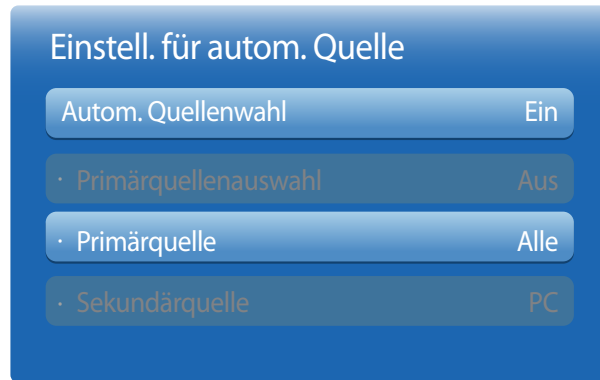 Einstell. für autom. Quelle
Autom. Quellenwahl Ein
· Primärquellenauswahl Aus
· Primärquelle Alle
· Sekundärquelle PC